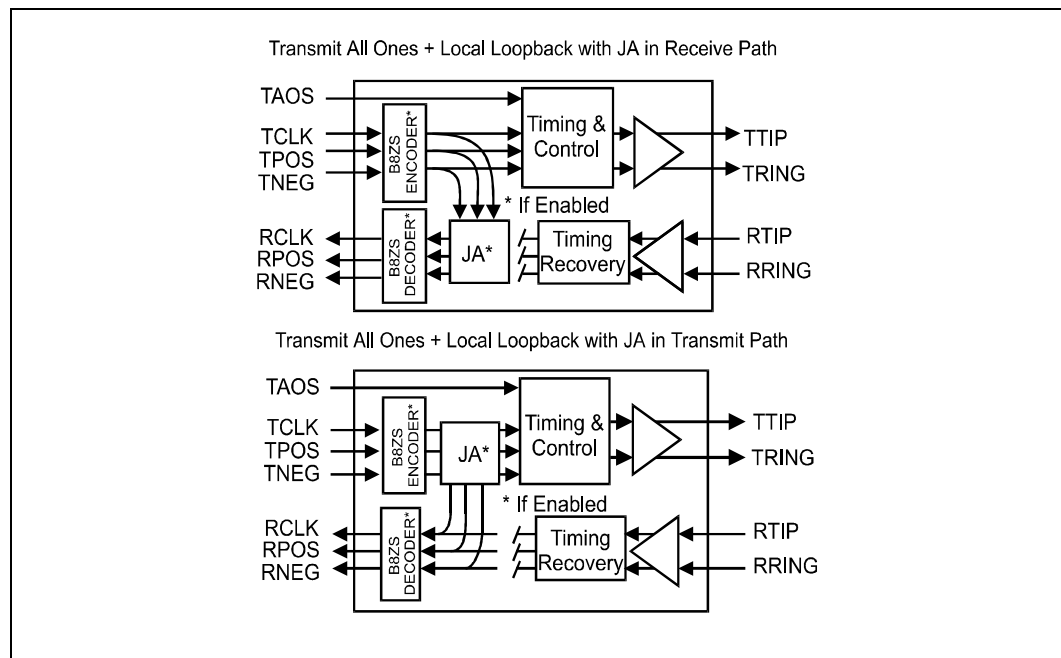 Transmit All Ones + Local Loopback with JA in Receive Path
TAOS
TCLK
TPOS
TNEG
B8ZS
ENCODER*
Timing &
Control
TTIP
TRING
* If Enabled
RCLK
RPOS
RNEG
B8ZS
DECODER*
JA*
Timing
Recovery
RTIP
RRING
Transmit All Ones + Local Loopback with JA in Transmit Path
TAOS
TCLK
TPOS
TNEG
B8ZS
ENCODER*
JA*
Timing &
Control
TTIP
TRING
* If Enabled
RCLK
RPOS
RNEG
B8ZS
DECODER*
Timing
Recovery
RTIP
RRING